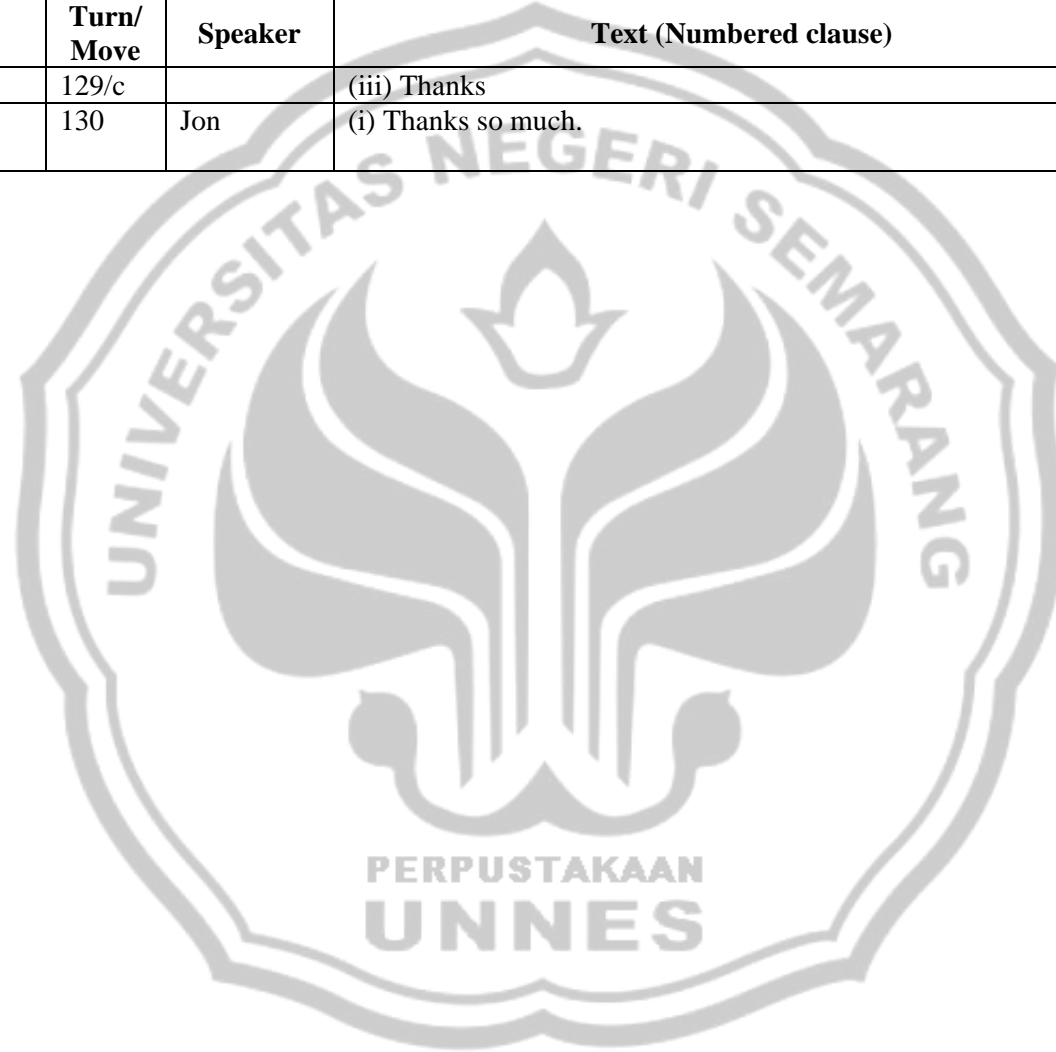 Turn/ Move Speaker Text (Numbered clause)
129/c (iii) Thanks
130 Jon (i) Thanks so much.
UNIVERSITAS NEGERI SEMARANG
PERPUSTAKAAN
UNNES